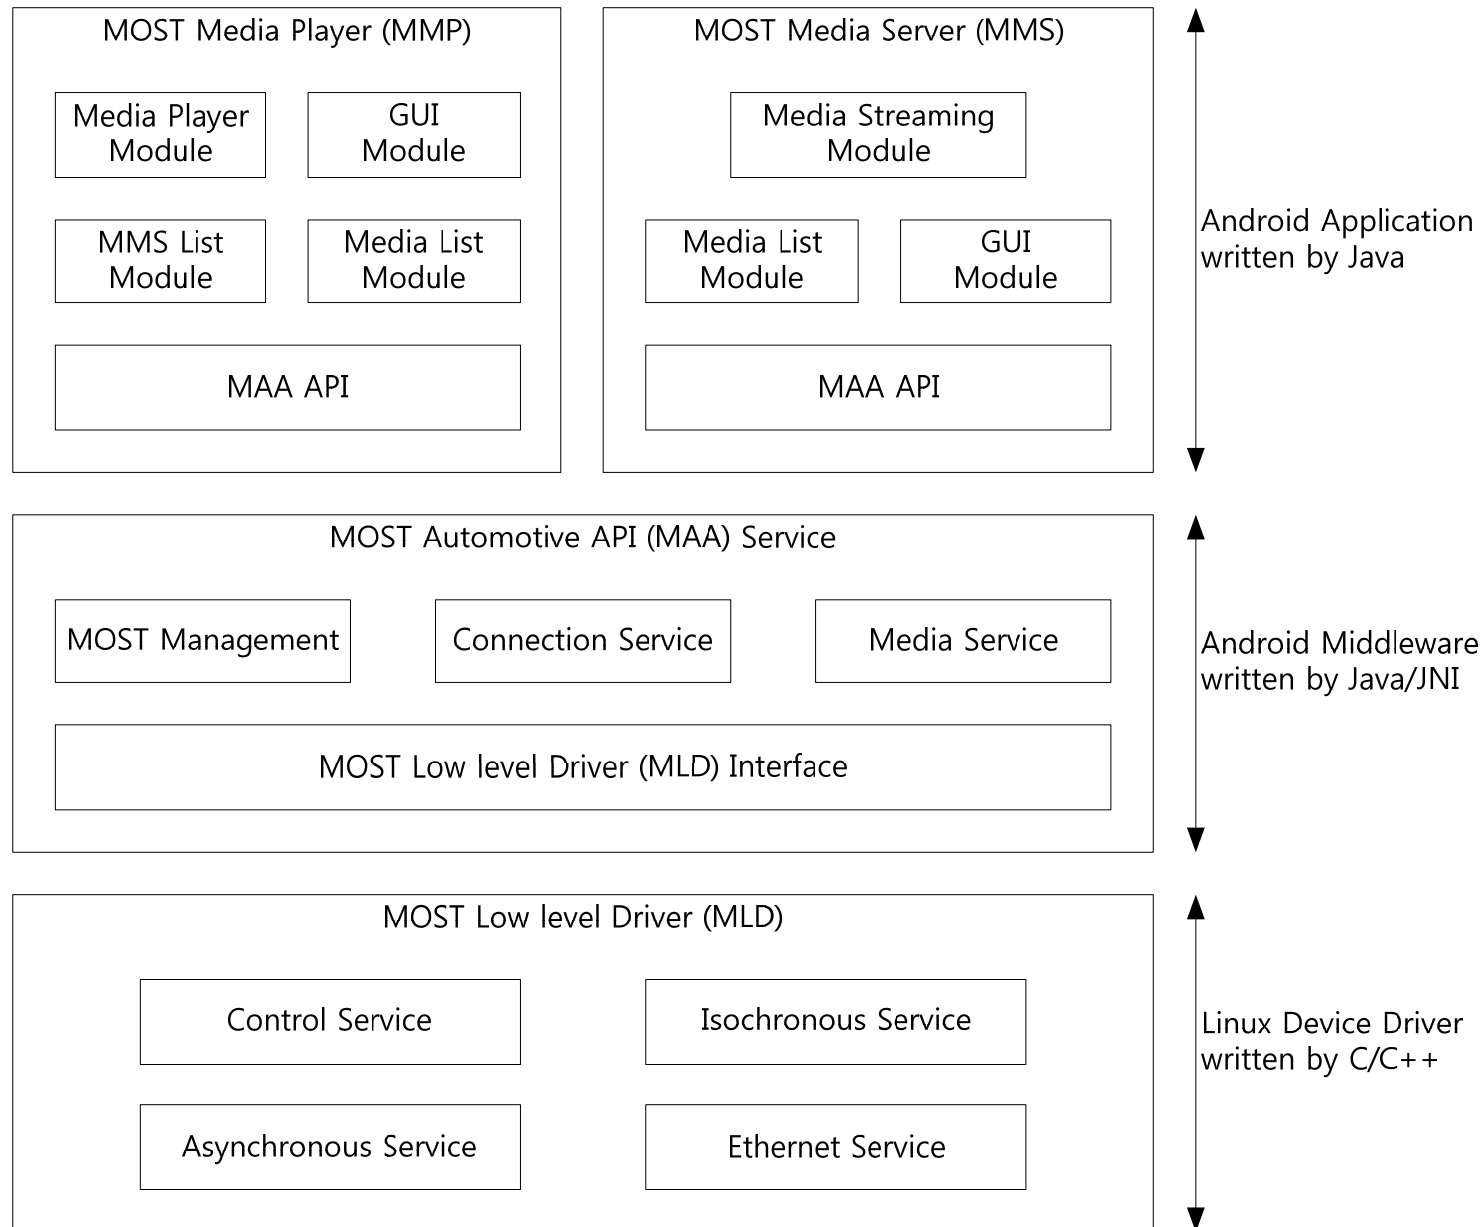 MOST Media Player (MMP)
Media Player
Module
GUI
Module
MMS List
Module
Media List
Module
MAA API
MOST Media Server (MMS)
Media Streaming
Module
Media List
Module
GUI
Module
MAA API
Android Application
written by Java
MOST Automotive API (MAA) Service
MOST Management
Connection Service
Media Service
MOST Low level Driver (MLD) Interface
Android Middleware
written by Java/JNI
MOST Low level Driver (MLD)
Control Service
Isochronous Service
Asynchronous Service
Ethernet Service
Linux Device Driver
written by C/C++